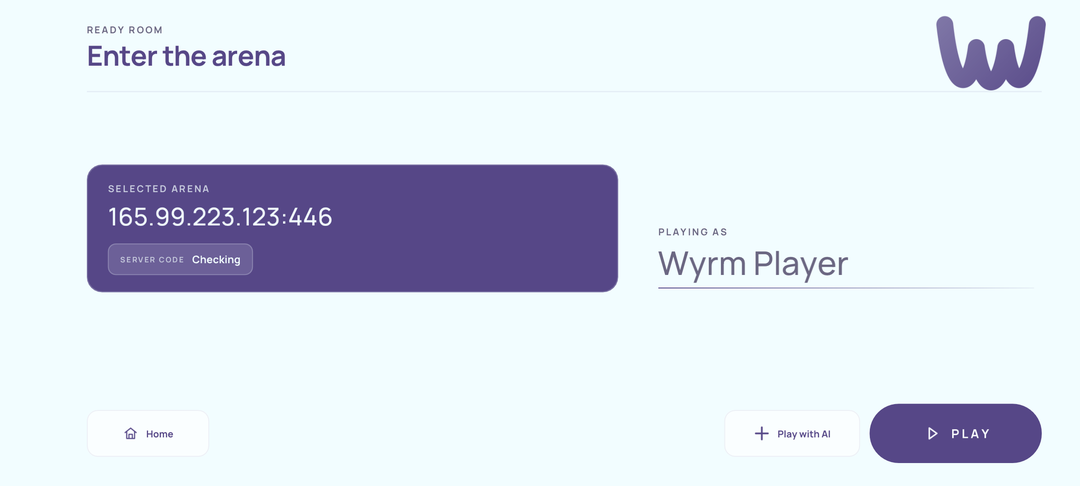 READY ROOM
Enter the arena
SELECTED ARENA
165.99.223.123:446
SERVER CODE Checking
PLAYING AS
Wyrm Player
Home
Play with AI
PLAY